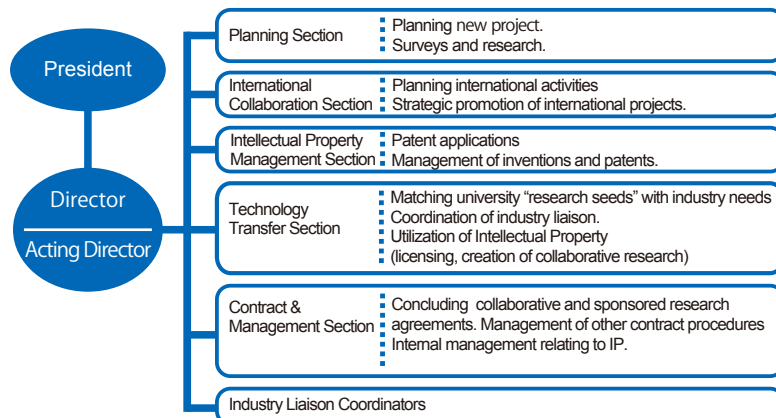 President
Director
Acting Director
Planning Section
Planning new project.
Surveys and research.
International
Collaboration Section
Planning international activities
Strategic promotion of international projects.
Intellectual Property
Management Section
Patent applications
Management of inventions and patents.
Technology
Transfer Section
Matching university “research seeds” with industry needs
Coordination of industry liaison.
Utilization of Intellectual Property
(licensing, creation of collaborative research)
Contract &
Management Section
Concluding collaborative and sponsored research
agreements. Management of other contract procedures
Internal management relating to IP.
Industry Liaison Coordinators